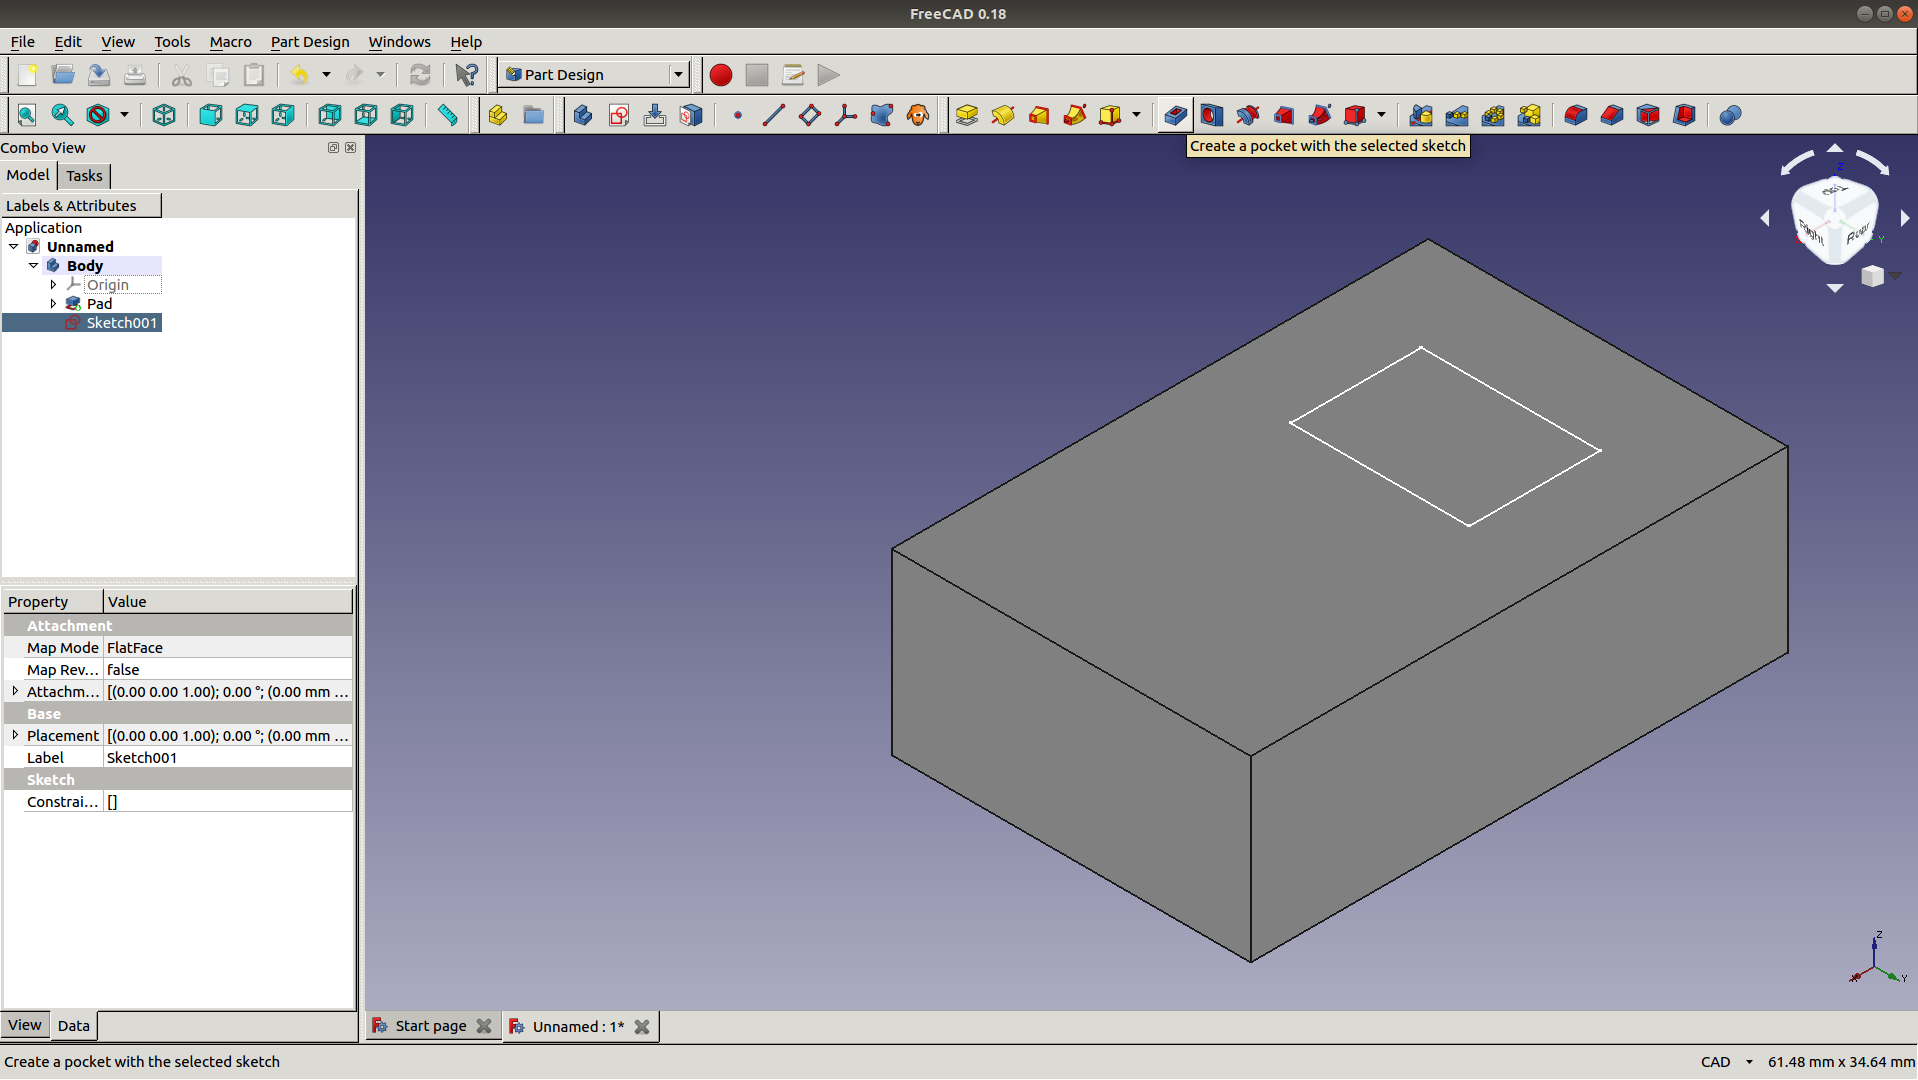 FreeCAD 0.18
File Edit View Tools Macro Part Design Windows Help
Part Design
Create a pocket with the selected sketch
Combo View
Model Tasks
Labels & Attributes
Application
Unnamed
Body
Origin
Pad
Sketch001
Property Value
Attachment
Map Mode FlatFace
Map Rev... false
Attachm... [(0.00 0.00 1.00); 0.00 °; (0.00 mm ...
Base
Placement [(0.00 0.00 1.00); 0.00 °; (0.00 mm ...
Label Sketch001
Sketch
Constrai... []
View Data
Z
Top
Right Rear
Y
Z
X Y
Start page Unnamed : 1*
Create a pocket with the selected sketch
CAD 61.48 mm x 34.64 mm